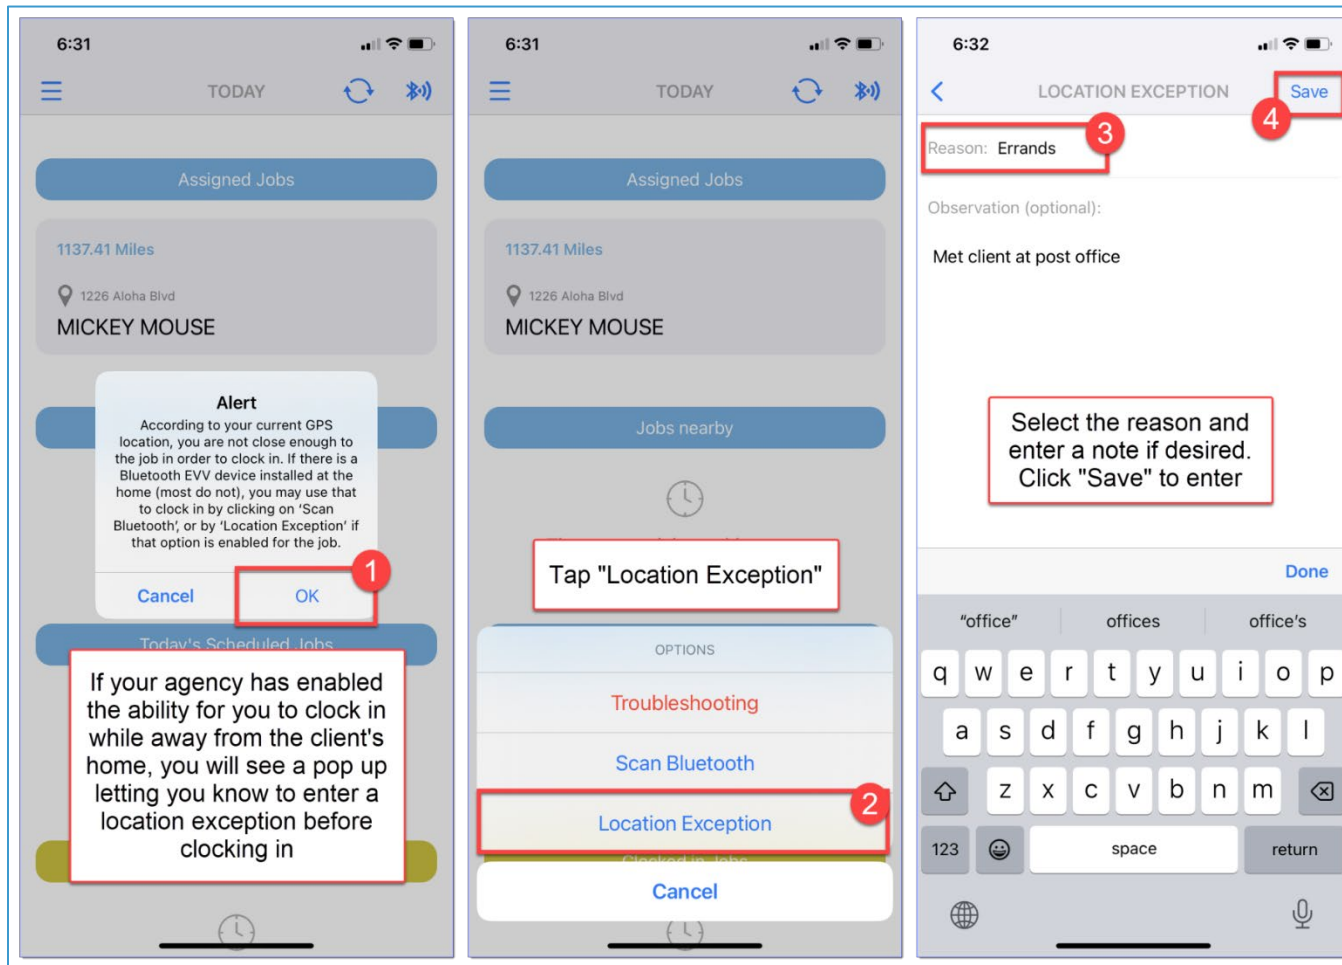 6:31
TODAY
Assigned Jobs
1137.41 Miles
1226 Aloha Blvd
MICKEY MOUSE
Alert
According to your current GPS
location, you are not close enough to
the job in order to clock in. If there is a
Bluetooth EVV device installed at the
home (most do not), you may use that
to clock in by clicking on 'Scan
Bluetooth', or by 'Location Exception' if
that option is enabled for the job.
Cancel
OK
1
Today's Scheduled Jobs
If your agency has enabled
the ability for you to clock in
while away from the client's
home, you will see a pop up
letting you know to enter a
location exception before
clocking in
6:31
TODAY
Assigned Jobs
1137.41 Miles
1226 Aloha Blvd
MICKEY MOUSE
Jobs nearby
Tap "Location Exception"
OPTIONS
Troubleshooting
Scan Bluetooth
Location Exception
2
Clocked in Jobs
Cancel
6:32
LOCATION EXCEPTION
Save
4
Reason: Errands
3
Observation (optional):
Met client at post office
Select the reason and
enter a note if desired.
Click "Save" to enter
Done
"office" offices office's
q w e r t y u i o p
a s d f g h j k l
z x c v b n m
123 space return